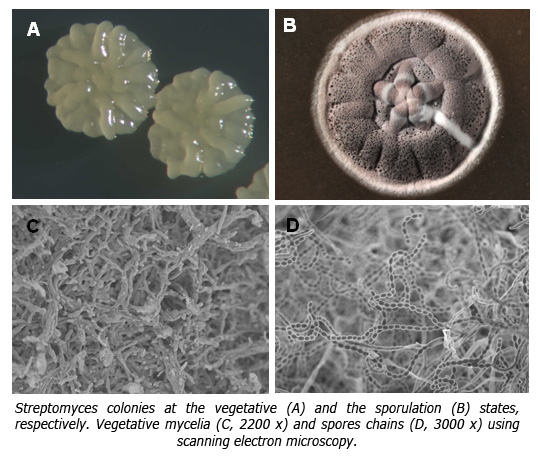 A
B
C
D
Streptomyces colonies at the vegetative (A) and the sporulation (B) states,
respectively. Vegetative mycelia (C, 2200 x) and spores chains (D, 3000 x) using
scanning electron microscopy.